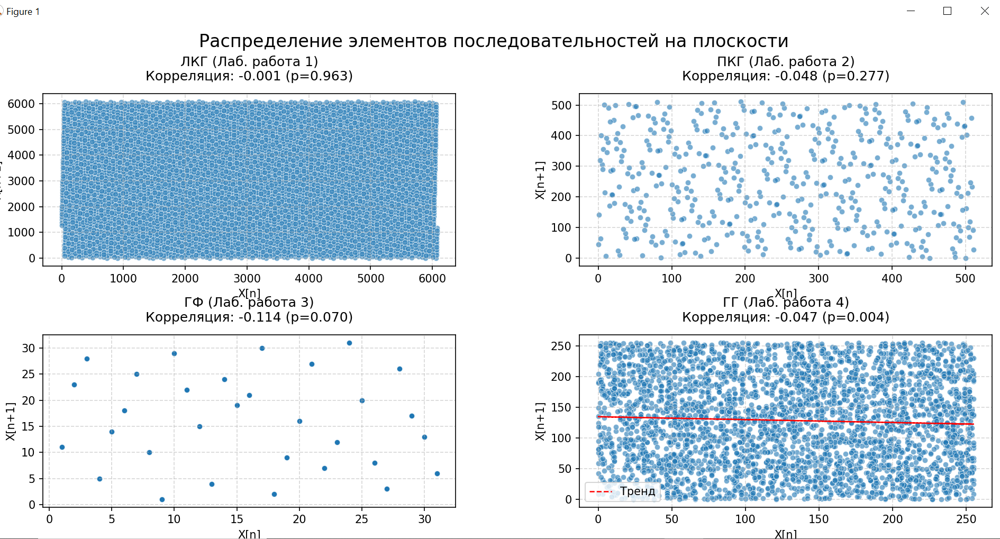 Figure 1
Распределение элементов последовательностей на плоскости
ЛКГ (Лаб. работа 1)
Корреляция: -0.001 (p=0.963)
6000
5000
4000
3000
2000
1000
0
0 1000 2000 3000 4000 5000 6000
X[n]
ПКГ (Лаб. работа 2)
Корреляция: -0.048 (p=0.277)
X[n+1]
500
400
300
200
100
0
0 100 200 300 400 500
X[n]
ГФ (Лаб. работа 3)
Корреляция: -0.114 (p=0.070)
X[n+1]
30
25
20
15
10
5
0
0 5 10 15 20 25 30
X[n]
ГГ (Лаб. работа 4)
Корреляция: -0.047 (p=0.004)
X[n+1]
250
200
150
100
50
0
Тренд
0 50 100 150 200 250
X[n]